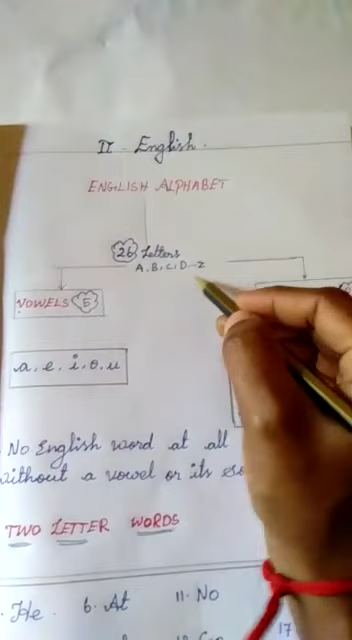 II - English.
ENGLISH ALPHABET
26 Letters
A, B, C, D--Z
VOWELS 5
a, e, i, o, u
No English word at all
without a vowel or its
TWO LETTER WORDS
He 6. At 11. No
17